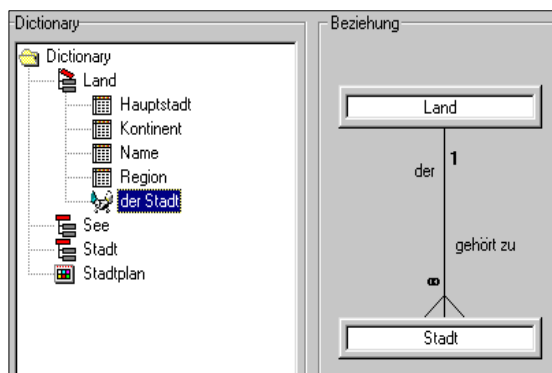 Dictionary
Dictionary
Land
Hauptstadt
Kontinent
Name
Region
der Stadt
See
Stadt
Stadtplan
Beziehung
Land
der
1
gehört zu
∞
Stadt